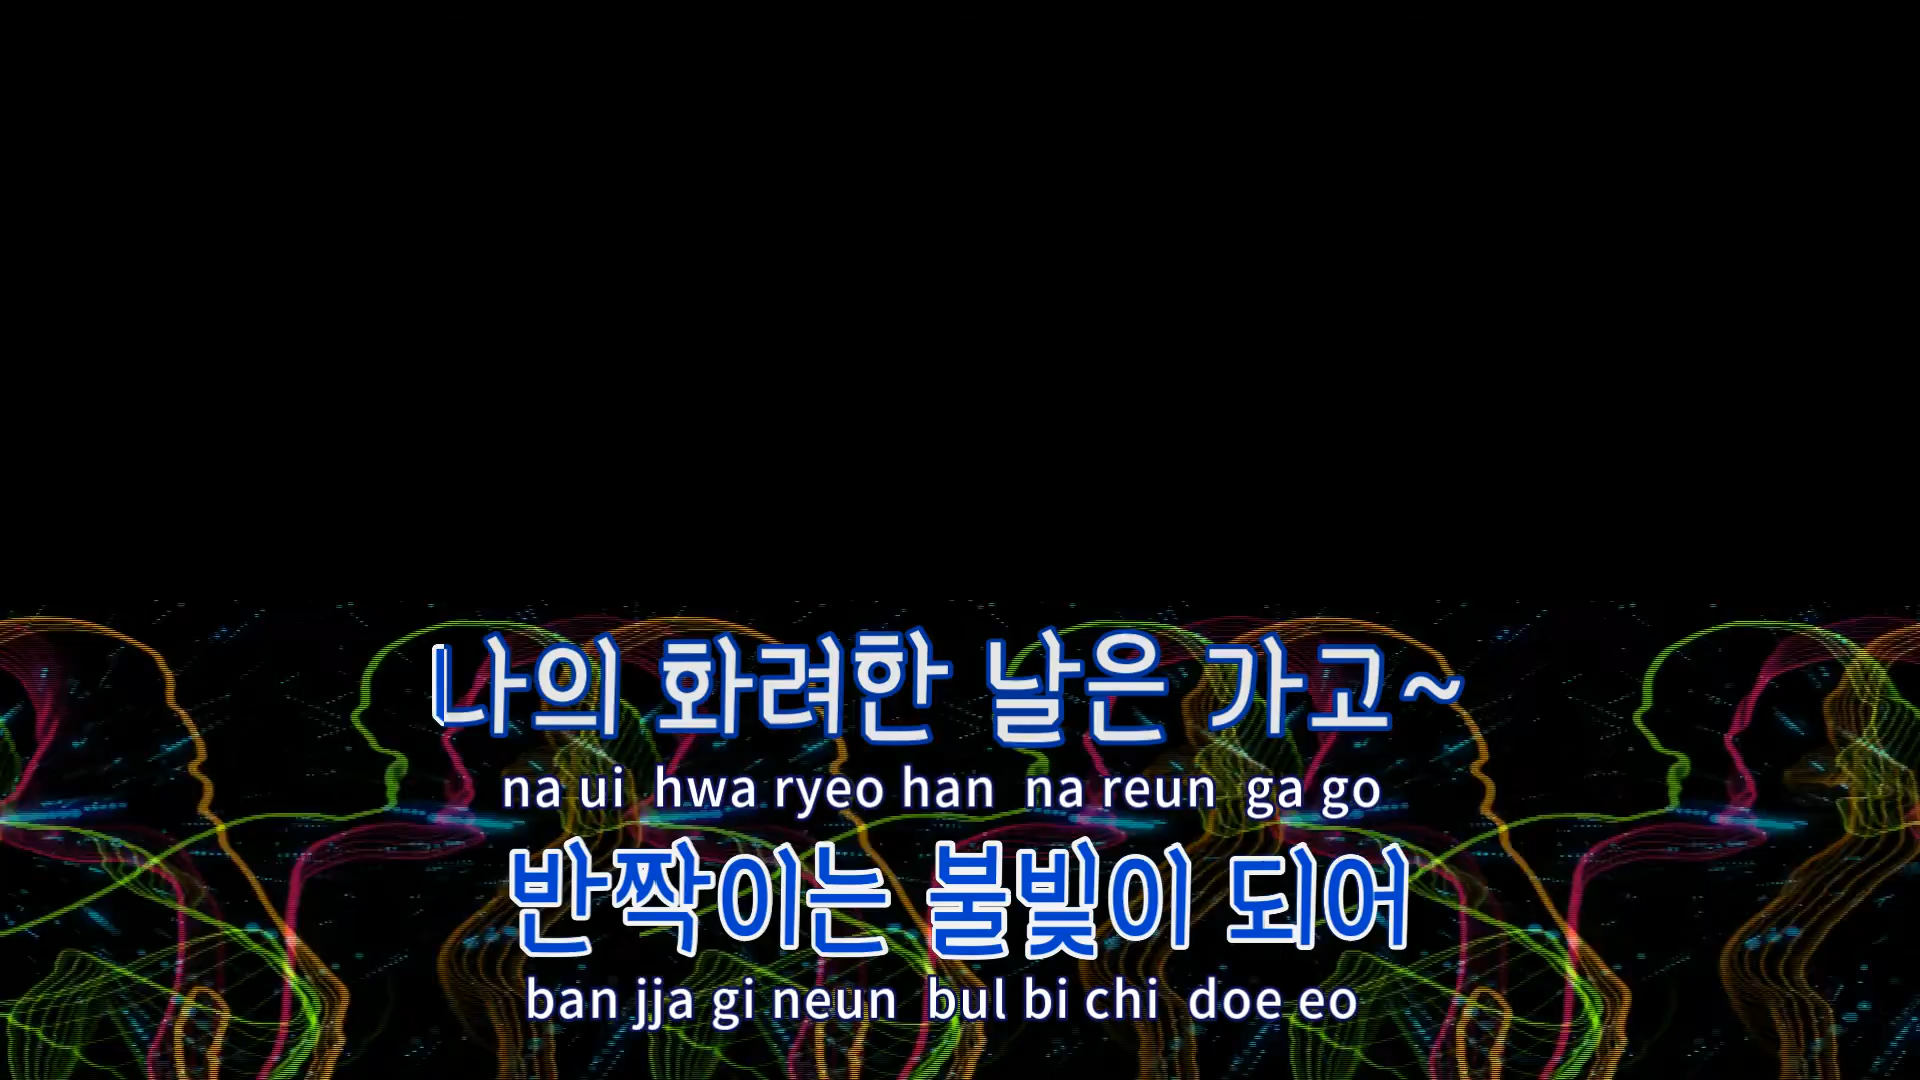 나의 화려한 날은 가고~
na ui hwa ryeo han na reun ga go
반짝이는 불빛이 되어
ban jja gi neun bul bi chi doe eo